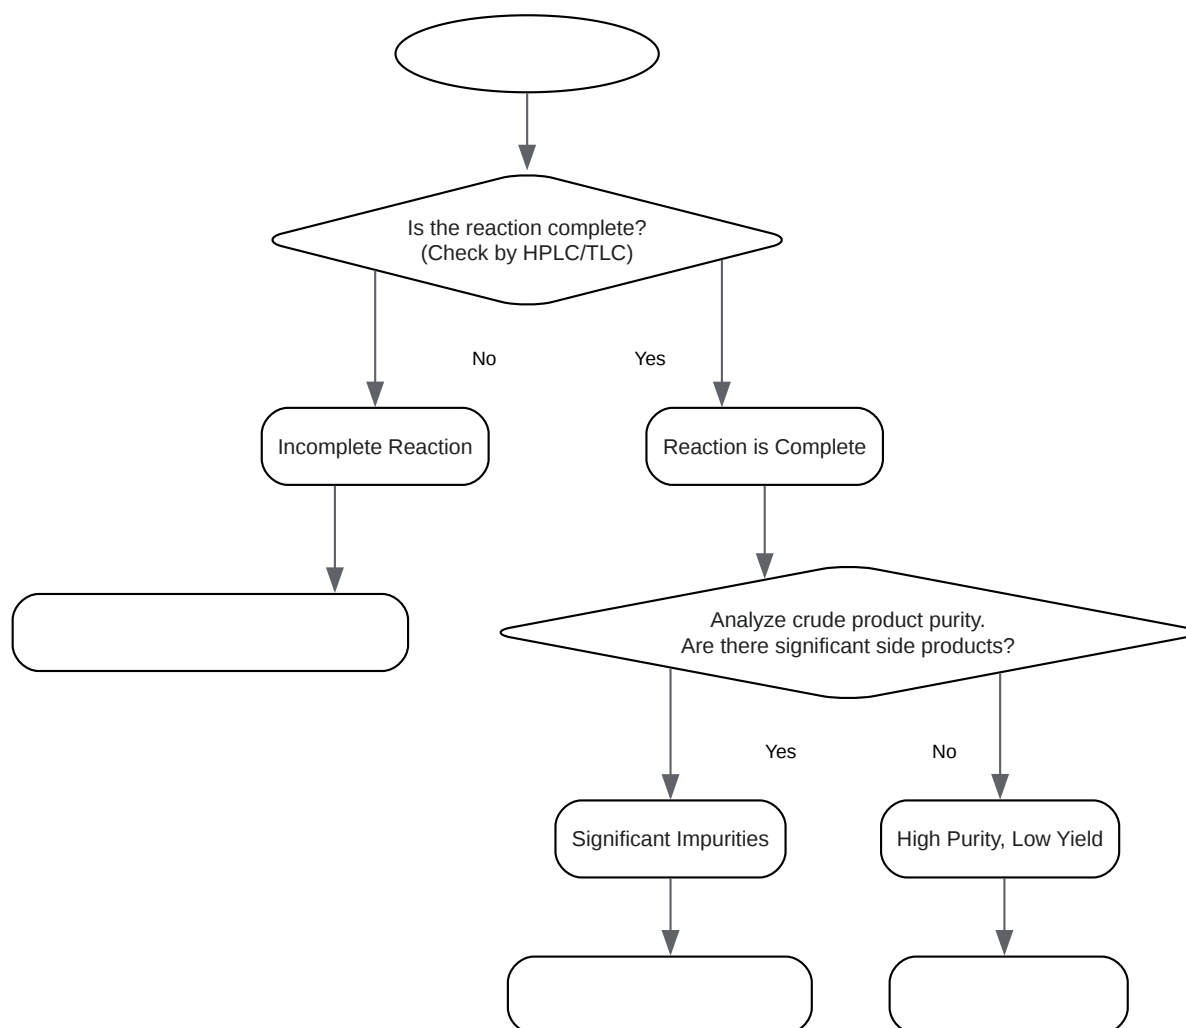 Is the reaction complete?
(Check by HPLC/TLC)
No
Yes
Incomplete Reaction
Reaction is Complete
Analyze crude product purity.
Are there significant side products?
Yes
No
Significant Impurities
High Purity, Low Yield